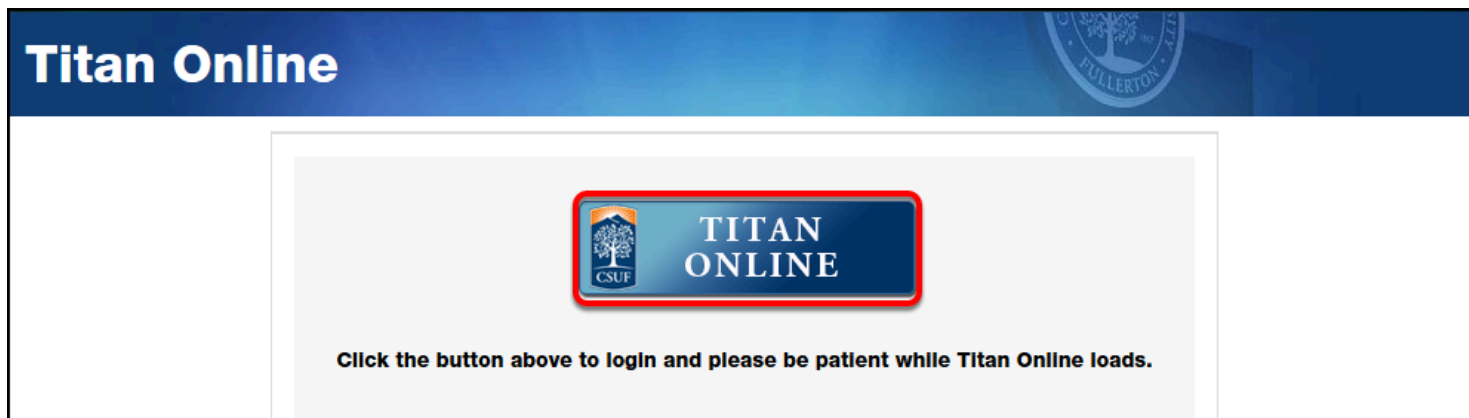 Titan Online
FULLERTON
CSUF
TITAN
ONLINE
Click the button above to login and please be patient while Titan Online loads.